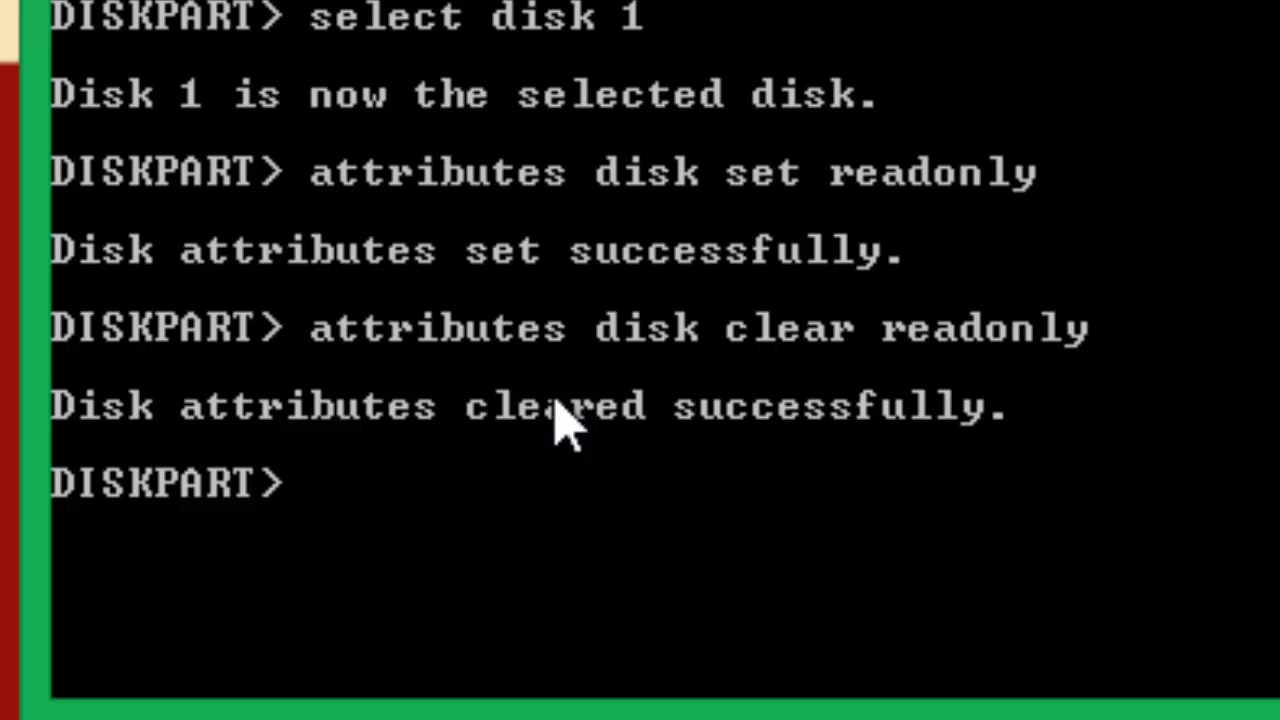 DISKPART> select disk 1
Disk 1 is now the selected disk.
DISKPART> attributes disk set readonly
Disk attributes set successfully.
DISKPART> attributes disk clear readonly
Disk attributes cleared successfully.
DISKPART>